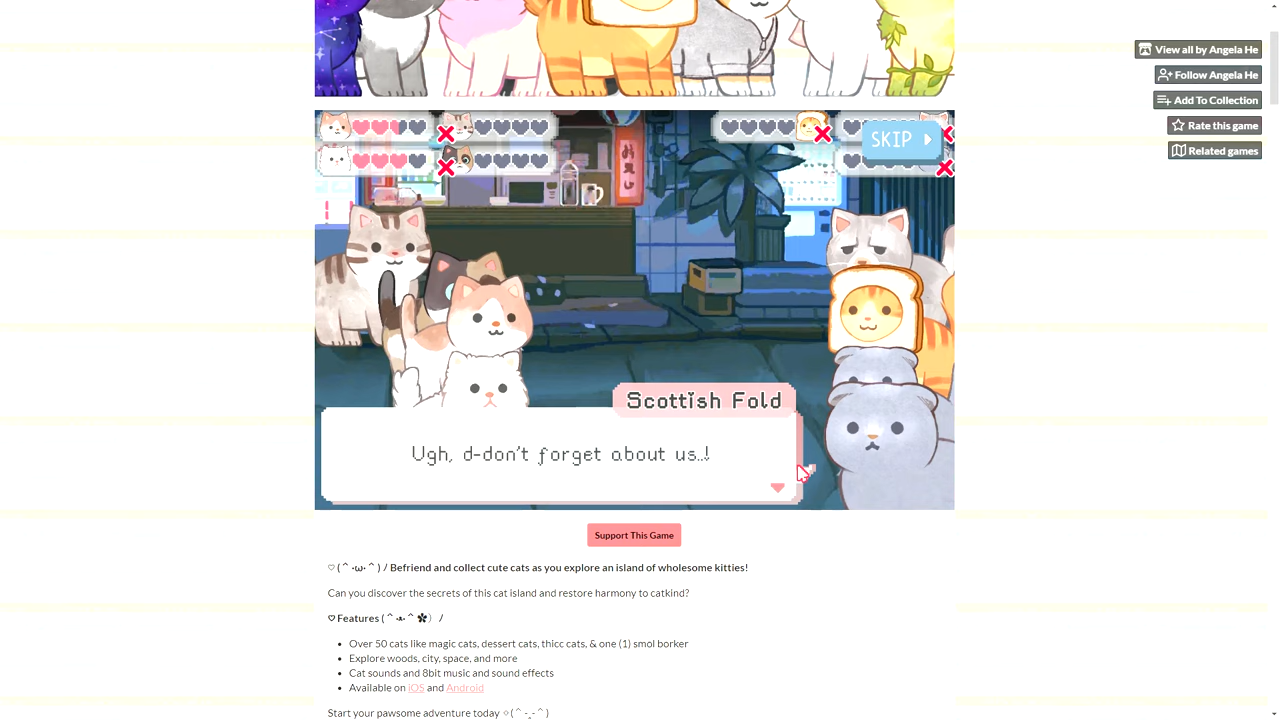 View all by Angela He
Follow Angela He
Add To Collection
Rate this game
Related games
SKIP
Scottish Fold
Ugh, d-don't forget about us..!
Support This Game
♡ ( ^ ･ω･ ^ ) / Befriend and collect cute cats as you explore an island of wholesome kitties!
Can you discover the secrets of this cat island and restore harmony to catkind?
♡ Features ( ^ •ᴥ• ^ ✿) /
• Over 50 cats like magic cats, dessert cats, thicc cats, & one (1) smol borker
• Explore woods, city, space, and more
• Cat sounds and 8bit music and sound effects
• Available on iOS and Android
Start your pawsome adventure today ✧( ^ -‸- ^ )